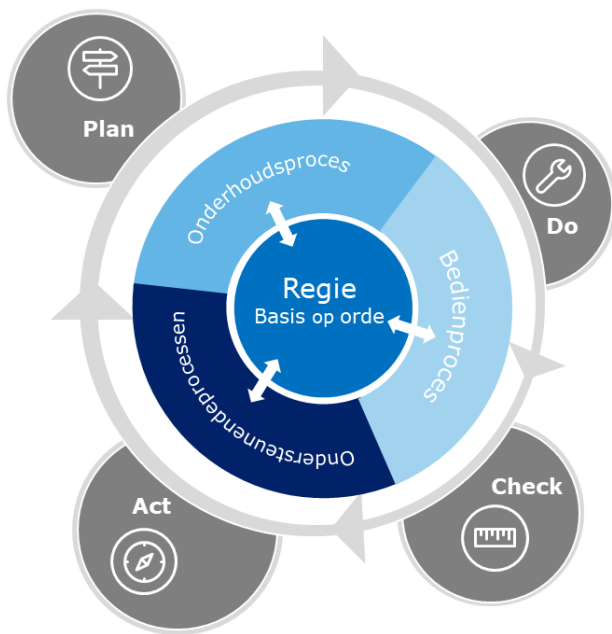 Plan
Do
Onderhoudsproces
Bedienproces
Regie
Basis op orde
Ondersteunendeprocessen
Check
Act